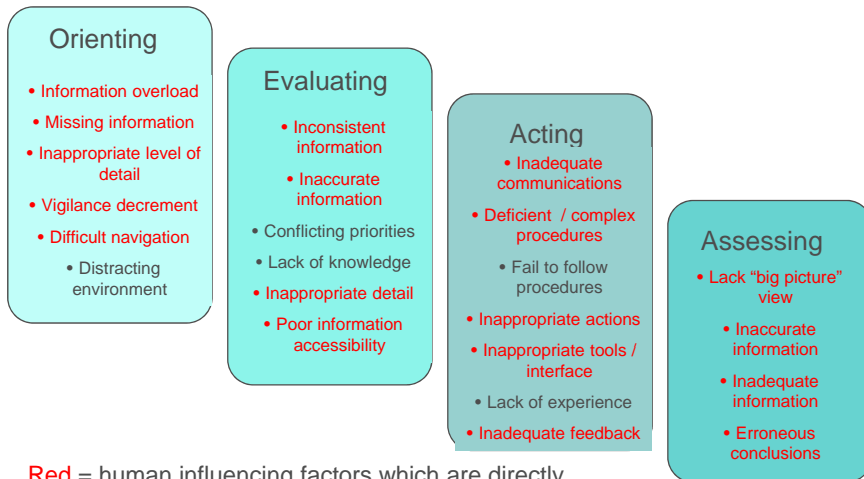 Orienting
• Information overload
• Missing information
• Inappropriate level of
detail
• Vigilance decrement
• Difficult navigation
• Distracting
environment
Evaluating
• Inconsistent
information
• Inaccurate
information
• Conflicting priorities
• Lack of knowledge
• Inappropriate detail
• Poor information
accessibility
Acting
• Inadequate
communications
• Deficient / complex
procedures
• Fail to follow
procedures
• Inappropriate actions
• Inappropriate tools /
interface
• Lack of experience
• Inadequate feedback
Assessing
• Lack “big picture”
view
• Inaccurate
information
• Inadequate
information
• Erroneous
conclusions
Red = human influencing factors which are directly